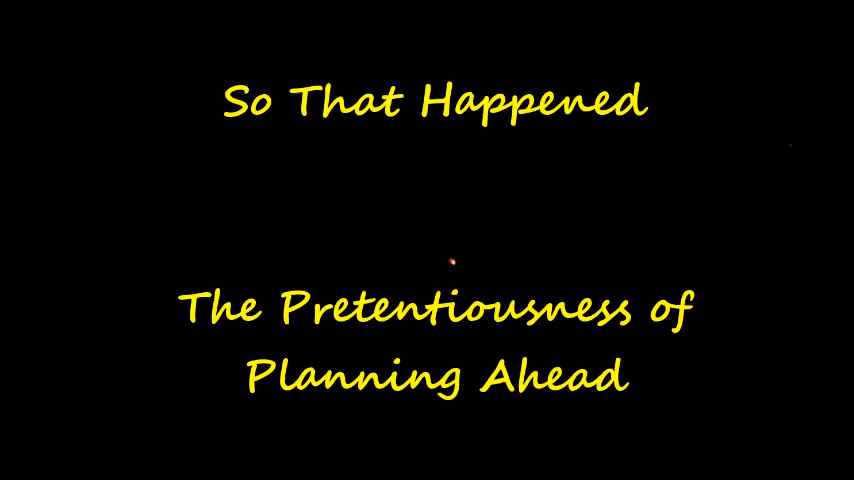 So That Happened
The Pretentiousness of
Planning Ahead